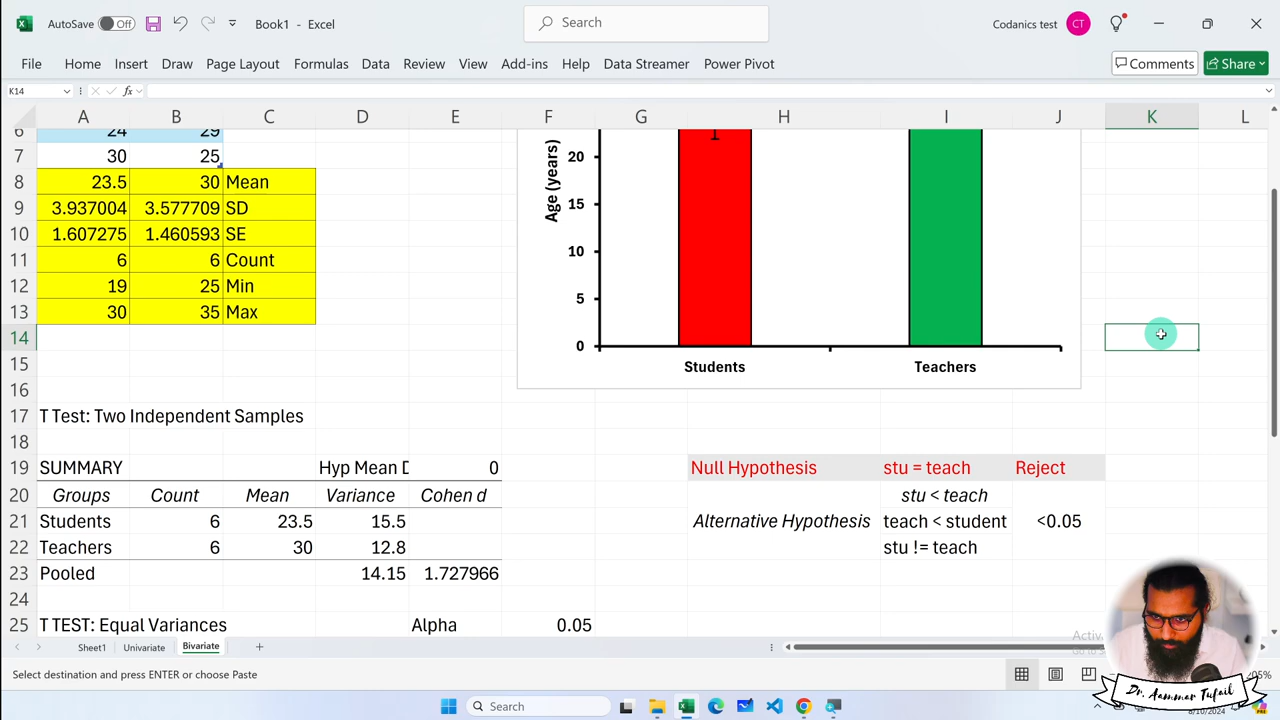 AutoSave Off Book1 - Excel Search Codanics test CT
File Home Insert Draw Page Layout Formulas Data Review View Add-ins Help Data Streamer Power Pivot Comments Share
K14 fx
A B C D E F G H I J K L
6 24 29
7 30 25
8 23.5 30 Mean
9 3.937004 3.577709 SD
10 1.607275 1.460593 SE
11 6 6 Count
12 19 25 Min
13 30 35 Max
14
15
16
Age (years)
20
15
10
5
0
Students Teachers
17 T Test: Two Independent Samples
18
19 SUMMARY Hyp Mean D 0 Null Hypothesis stu = teach Reject
20 Groups Count Mean Variance Cohen d stu < teach
21 Students 6 23.5 15.5 Alternative Hypothesis teach < student <0.05
22 Teachers 6 30 12.8 stu != teach
23 Pooled 14.15 1.727966
24
25 T TEST: Equal Variances Alpha 0.05
Sheet1 Univariate Bivariate
Select destination and press ENTER or choose Paste
Search
Dr. Aammar Tufail
8/10/2024